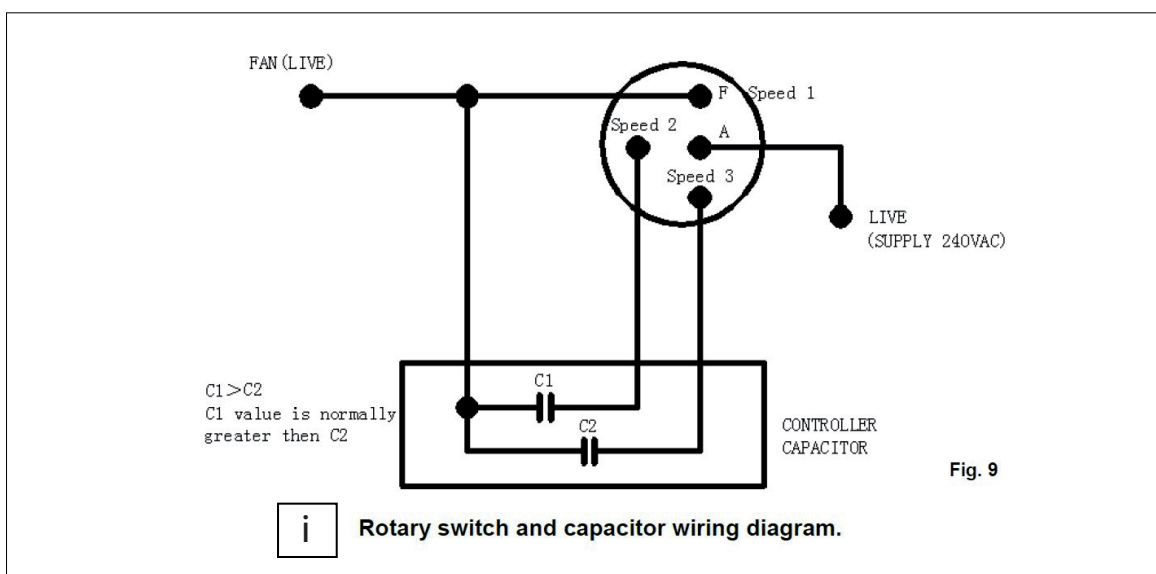 FAN(LIVE)
F Speed 1
Speed 2
A
Speed 3
LIVE
(SUPPLY 240VAC)
C1>C2
C1 value is normally
greater then C2
C1
C2
CONTROLLER
CAPACITOR
Fig. 9
i Rotary switch and capacitor wiring diagram.